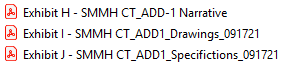 Exhibit H - SMMH CT_ADD-1 Narrative
Exhibit I - SMMH CT_ADD1_Drawings_091721
Exhibit J - SMMH CT_ADD1_Specifictions_091721